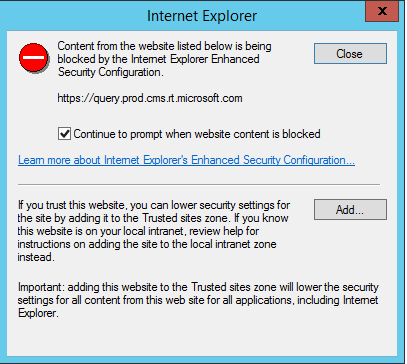 Internet Explorer
x
Content from the website listed below is being
blocked by the Internet Explorer Enhanced
Security Configuration.
Close
https://query.prod.cms.rt.microsoft.com
Continue to prompt when website content is blocked
Learn more about Internet Explorer's Enhanced Security Configuration...
If you trust this website, you can lower security settings for
the site by adding it to the Trusted sites zone. If you know
this website is on your local intranet, review help for
instructions on adding the site to the local intranet zone
instead.
Add...
Important: adding this website to the Trusted sites zone will lower the security
settings for all content from this web site for all applications, including Internet
Explorer.